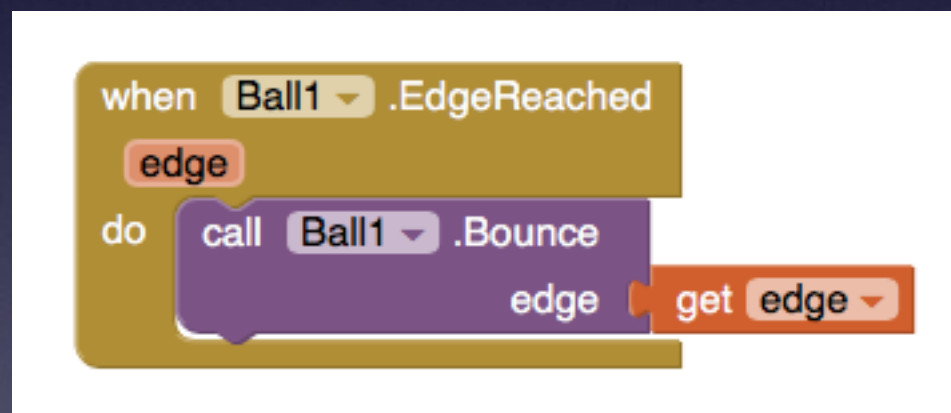 when Ball1 .EdgeReached
edge
do call Ball1 .Bounce
edge get edge